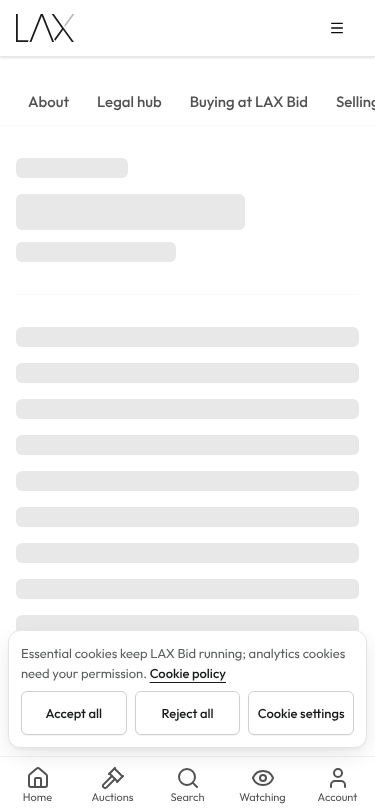 LAX
About Legal hub Buying at LAX Bid Selling
Essential cookies keep LAX Bid running; analytics cookies
need your permission. Cookie policy
Accept all Reject all Cookie settings
Home Auctions Search Watching Account